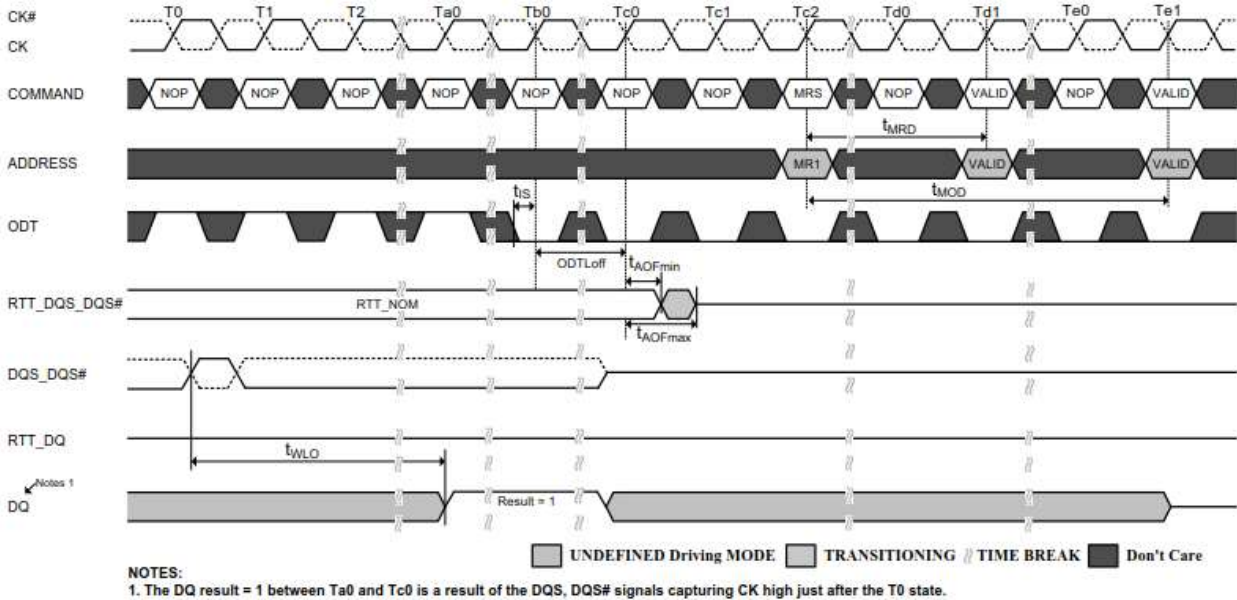 CK#
T0 T1 T2 Ta0 Tb0 Tc0 Tc1 Tc2 Td0 Td1 Te0 Te1
CK
COMMAND NOP NOP NOP NOP NOP NOP NOP MRS NOP VALID NOP VALID
tMRD
ADDRESS MR1 VALID VALID
tIS
tMOD
ODT
ODTLoff
tAOFmin
RTT_DQS_DQS# RTT_NOM
tAOFmax
DQS_DQS#
RTT_DQ
tWLO
Notes 1
DQ Result = 1
UNDEFINED Driving MODE TRANSITIONING TIME BREAK Don't Care
NOTES:
1. The DQ result = 1 between Ta0 and Tc0 is a result of the DQS, DQS# signals capturing CK high just after the T0 state.